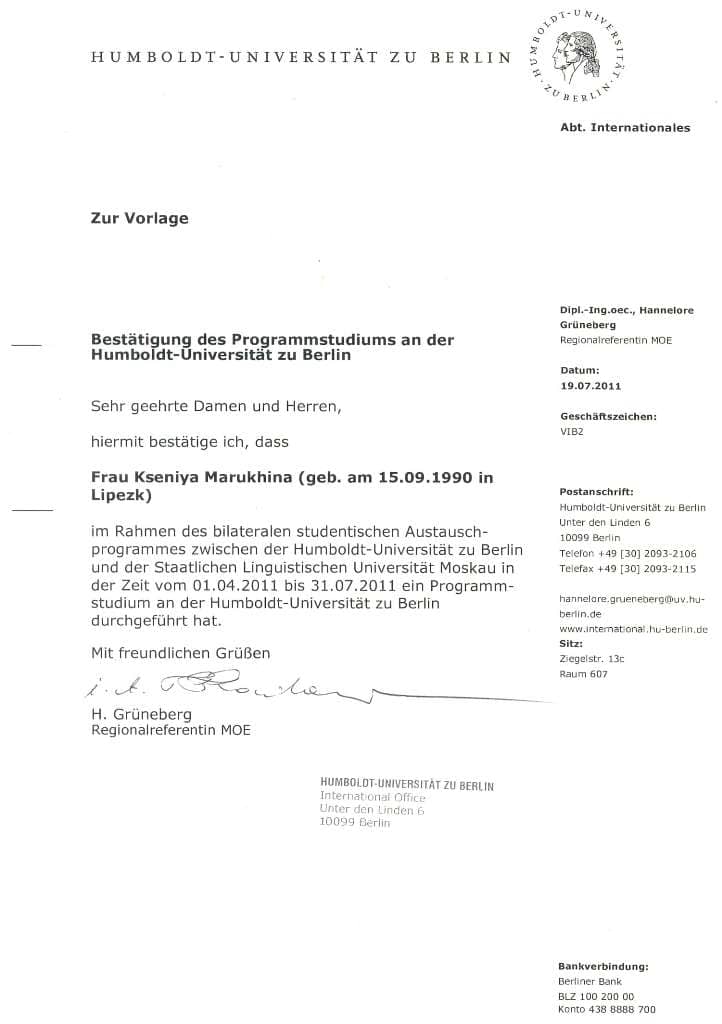 HUMBOLDT-UNIVERSITÄT ZU BERLIN
HUMBOLDT-UNIVERSITÄT
·ZU BERLIN·
Abt. Internationales
Zur Vorlage
Bestätigung des Programmstudiums an der
Humboldt-Universität zu Berlin
Sehr geehrte Damen und Herren,
hiermit bestätige ich, dass
Frau Kseniya Marukhina (geb. am 15.09.1990 in
Lipezk)
im Rahmen des bilateralen studentischen Austausch-
programmes zwischen der Humboldt-Universität zu Berlin
und der Staatlichen Linguistischen Universität Moskau in
der Zeit vom 01.04.2011 bis 31.07.2011 ein Programm-
studium an der Humboldt-Universität zu Berlin
durchgeführt hat.
Mit freundlichen Grüßen
i. A.
H. Grüneberg
Regionalreferentin MOE
HUMBOLDT-UNIVERSITÄT ZU BERLIN
International Office
Unter den Linden 6
10099 Berlin
Dipl.-Ing.oec., Hannelore
Grüneberg
Regionalreferentin MOE
Datum:
19.07.2011
Geschäftszeichen:
VIB2
Postanschrift:
Humboldt-Universität zu Berlin
Unter den Linden 6
10099 Berlin
Telefon +49 [30] 2093-2106
Telefax +49 [30] 2093-2115
hannelore.grueneberg@uv.hu-
berlin.de
www.international.hu-berlin.de
Sitz:
Ziegelstr. 13c
Raum 607
Bankverbindung:
Berliner Bank
BLZ 100 200 00
Konto 438 8888 700